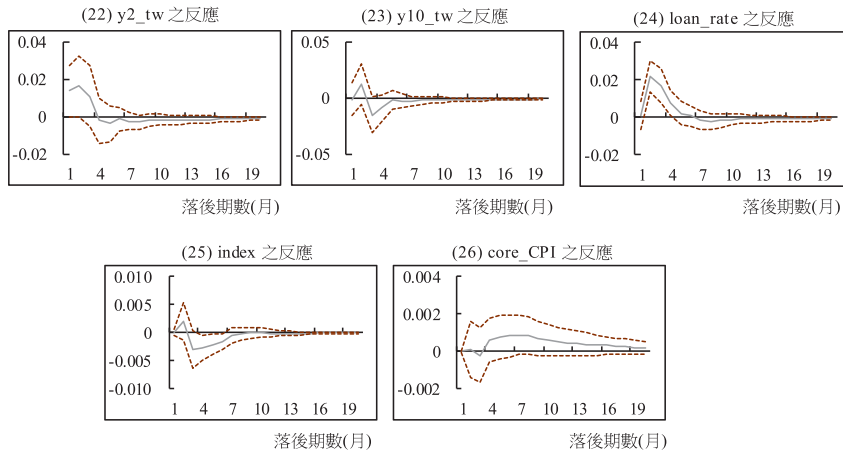 (22) y2_tw 之反應
0.04
0.02
0
-0.02
1 4 7 10 13 16 19
落後期數(月)
(23) y10_tw 之反應
0.05
0
-0.05
1 4 7 10 13 16 19
落後期數(月)
(24) loan_rate 之反應
0.04
0.02
0
-0.02
1 4 7 10 13 16 19
落後期數(月)
(25) index 之反應
0.010
0.005
0
-0.005
-0.010
1 4 7 10 13 16 19
落後期數(月)
(26) core_CPI 之反應
0.004
0.002
0
-0.002
1 4 7 10 13 16 19
落後期數(月)